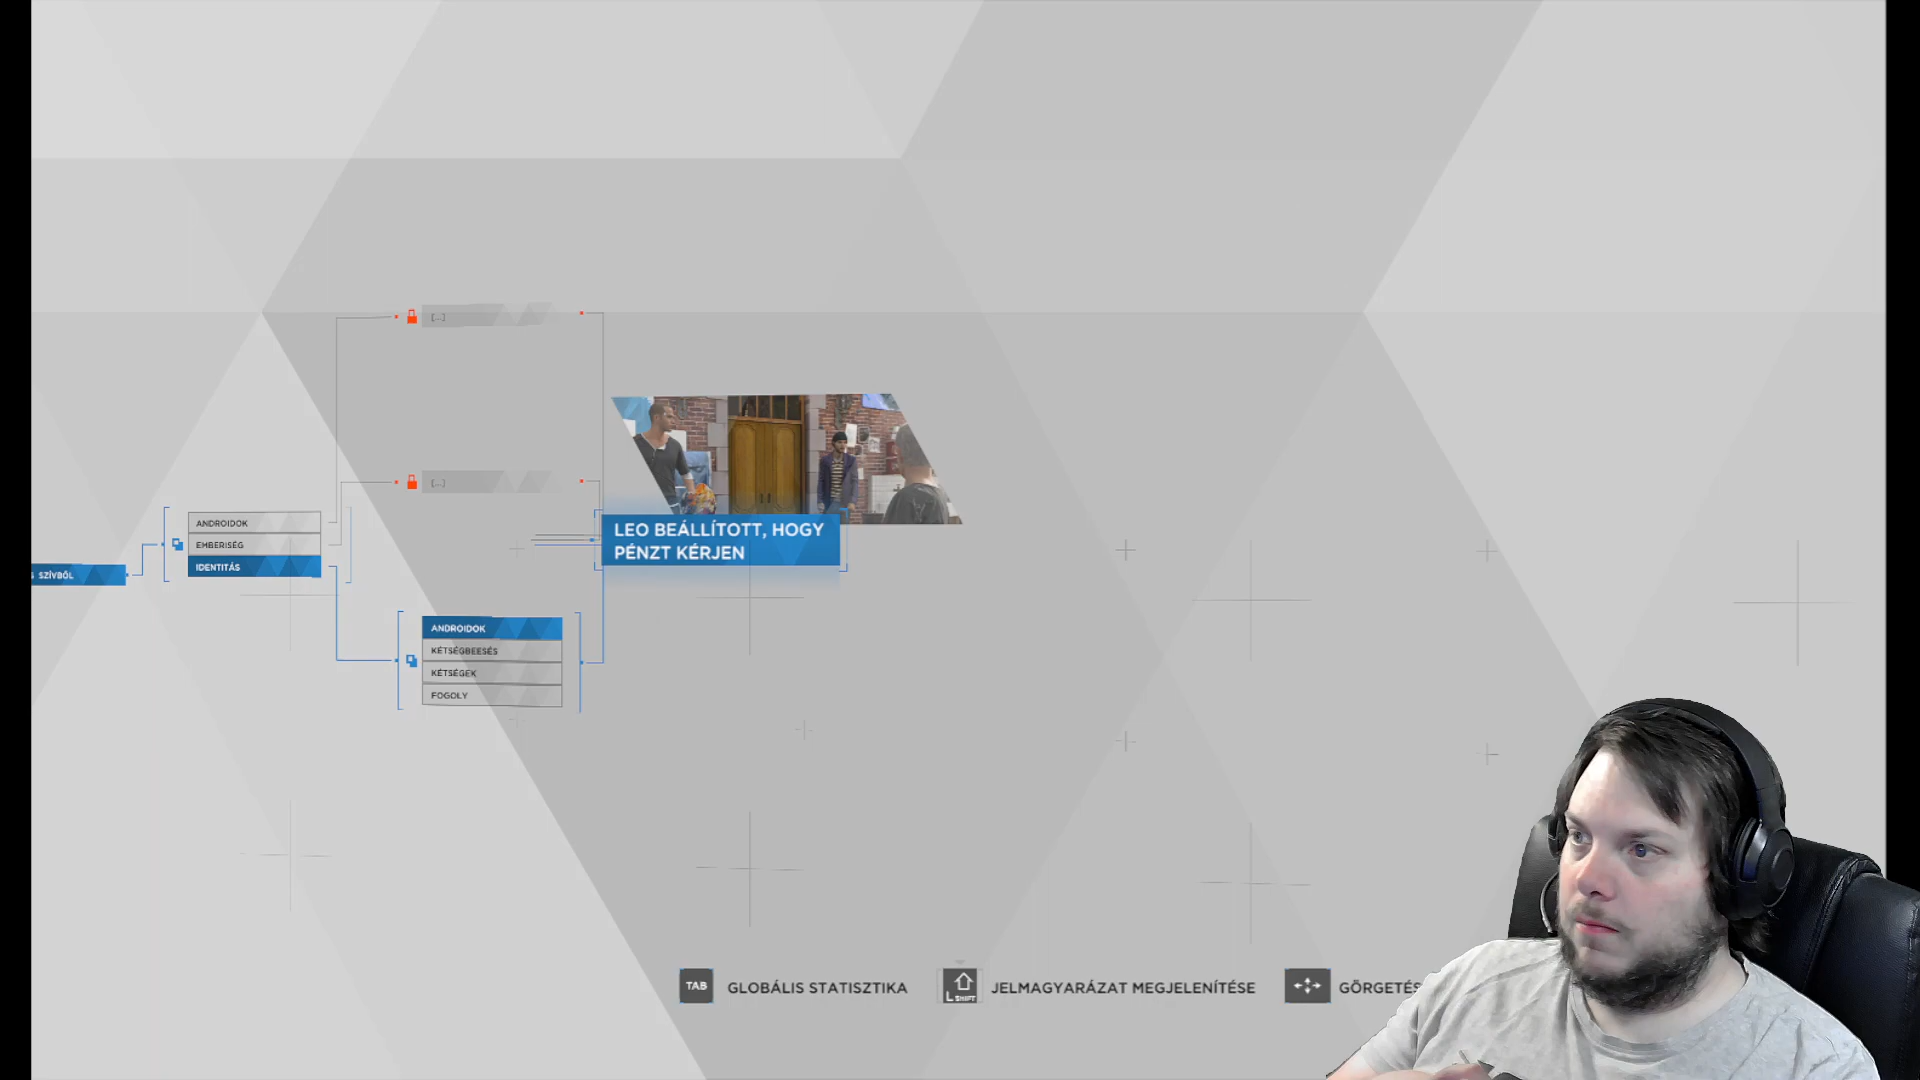 [...]
[...]
ANDROIDOK
EMBERISÉG
IDENTITÁS
SZÍVBŐL
LEO BEÁLLÍTOTT, HOGY
PÉNZT KÉRJEN
ANDROIDOK
KÉTSÉGBEESÉS
KÉTSÉGEK
FOGOLY
TAB GLOBÁLIS STATISZTIKA L SHIFT JELMAGYARÁZAT MEGJELENÍTÉSE GÖRGETÉS